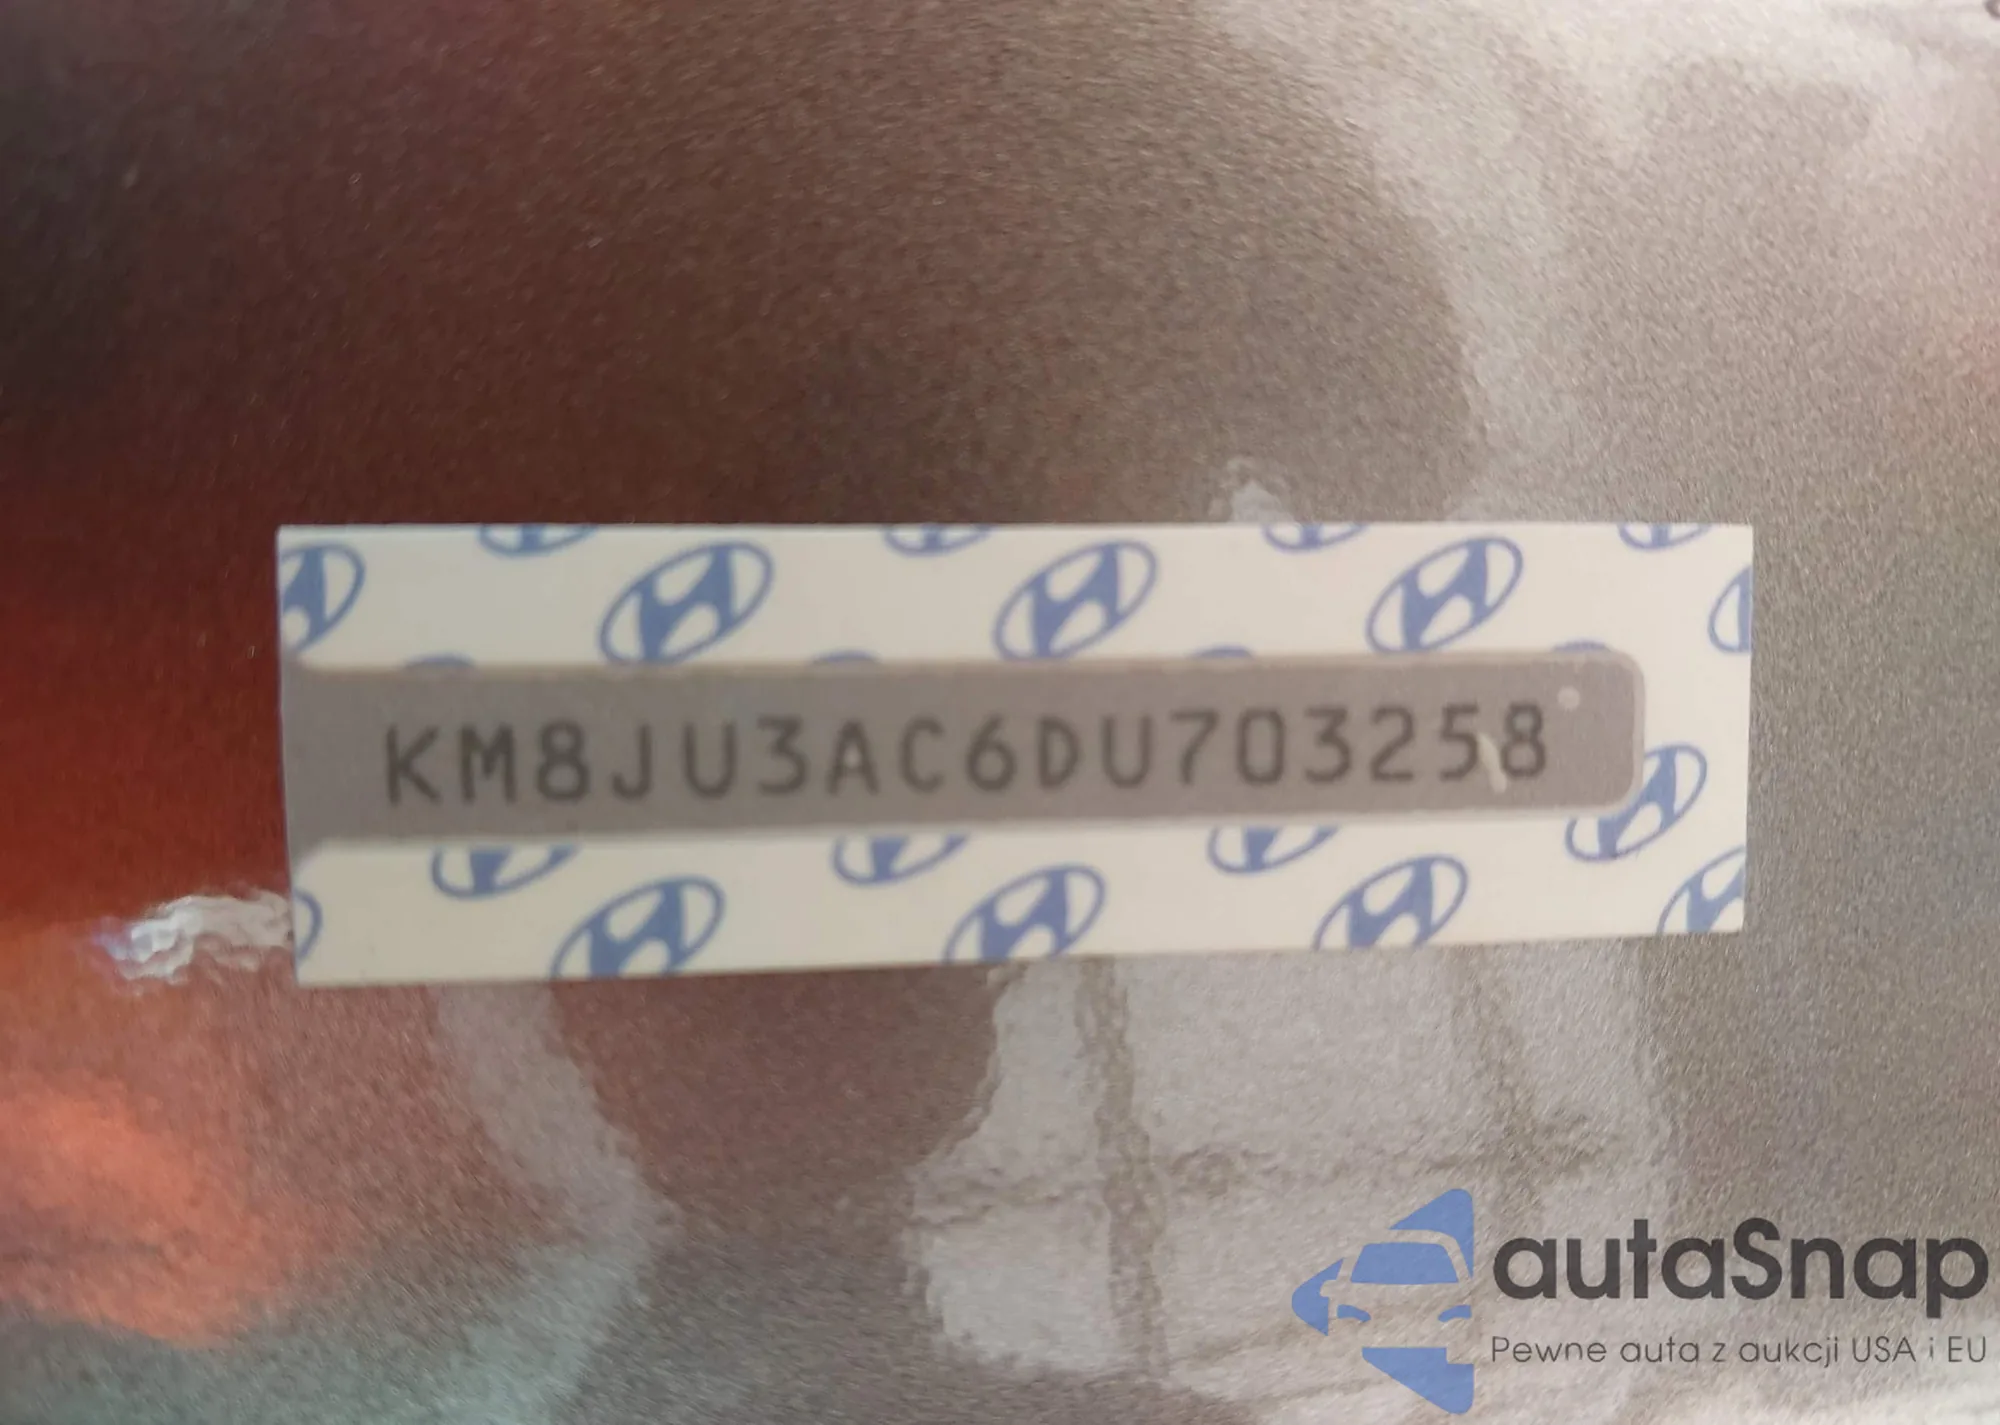 KM8JU3AC6DU703258
autaSnap
Pewne auta z aukcji USA i EU